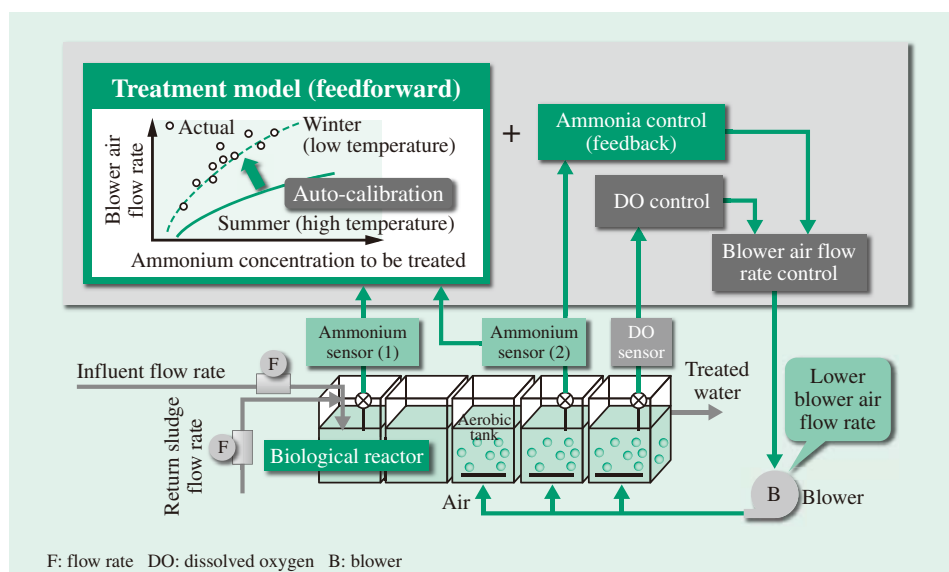 Treatment model (feedforward)
Actual
Winter
(low temperature)
Blower air
flow rate
Auto-calibration
Summer (high temperature)
Ammonium concentration to be treated
+
Ammonia control
(feedback)
DO control
Blower air flow
rate control
Ammonium
sensor (1)
Ammonium
sensor (2)
DO
sensor
Influent flow rate
F
Return sludge
flow rate
F
Biological reactor
Aerobic
tank
Treated
water
Lower
blower air
flow rate
Air
B
Blower
F: flow rate DO: dissolved oxygen B: blower